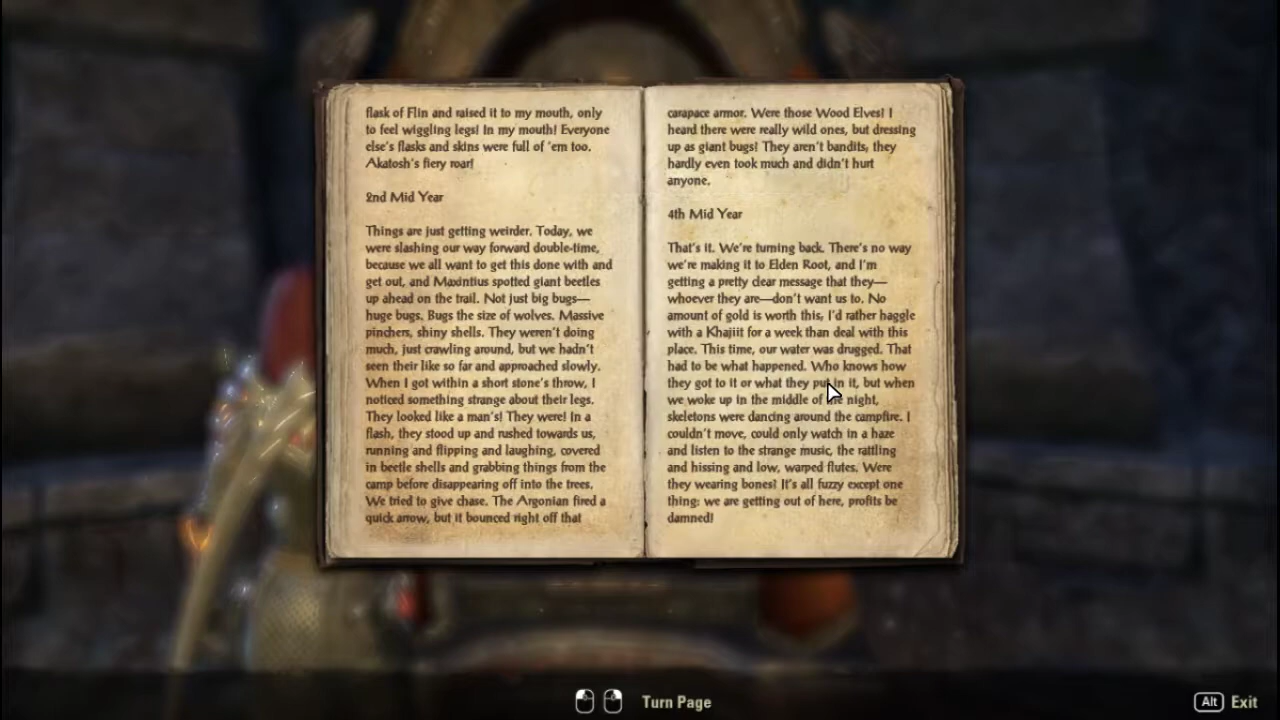 flask of Flin and raised it to my mouth, only
to feel wiggling legs! In my mouth! Everyone
else's flasks and skins were full of 'em too.
Akatosh's fiery roar!
2nd Mid Year
Things are just getting weirder. Today, we
were slashing our way forward double-time,
because we all want to get this done with and
get out, and Maxintius spotted giant beetles
up ahead on the trail. Not just big bugs—
huge bugs. Bugs the size of wolves. Massive
pinchers, shiny shells. They weren't doing
much, just crawling around, but we hadn't
seen their like so far and approached slowly.
When I got within a short stone's throw, I
noticed something strange about their legs.
They looked like a man's! They were! In a
flash, they stood up and rushed towards us,
running and flipping and laughing, covered
in beetle shells and grabbing things from the
camp before disappearing off into the trees.
We tried to give chase. The Argonian fired a
quick arrow, but it bounced right off that
carapace armor. Were those Wood Elves? I
heard there were really wild ones, but dressing
up as giant bugs? They aren't bandits; they
hardly even took much and didn't hurt
anyone.
4th Mid Year
That's it. We're turning back. There's no way
we're making it to Elden Root, and I'm
getting a pretty clear message that they—
whoever they are—don't want us to. No
amount of gold is worth this; I'd rather haggle
with a Khajiit for a week than deal with this
place. This time, our water was drugged. That
had to be what happened. Who knows how
they got to it or what they put in it, but when
we woke up in the middle of the night,
skeletons were dancing around the campfire. I
couldn't move, could only watch in a haze
and listen to the strange music, the rattling
and hissing and low, warped flutes. Were
they wearing bones? It's all fuzzy except one
thing: we are getting out of here, profits be
damned!
Turn Page
Alt Exit